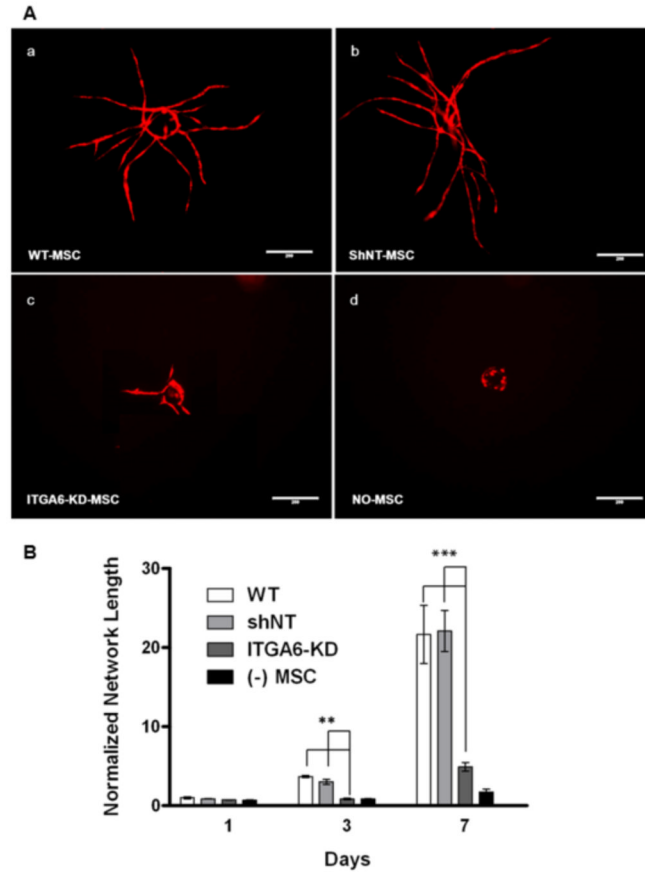 A
a
b
WT-MSC
ShNT-MSC
c
d
ITGA6-KD-MSC
NO-MSC
B
Normalized Network Length
30
20
10
0
WT
shNT
ITGA6-KD
(-) MSC
**
***
1
3
7
Days